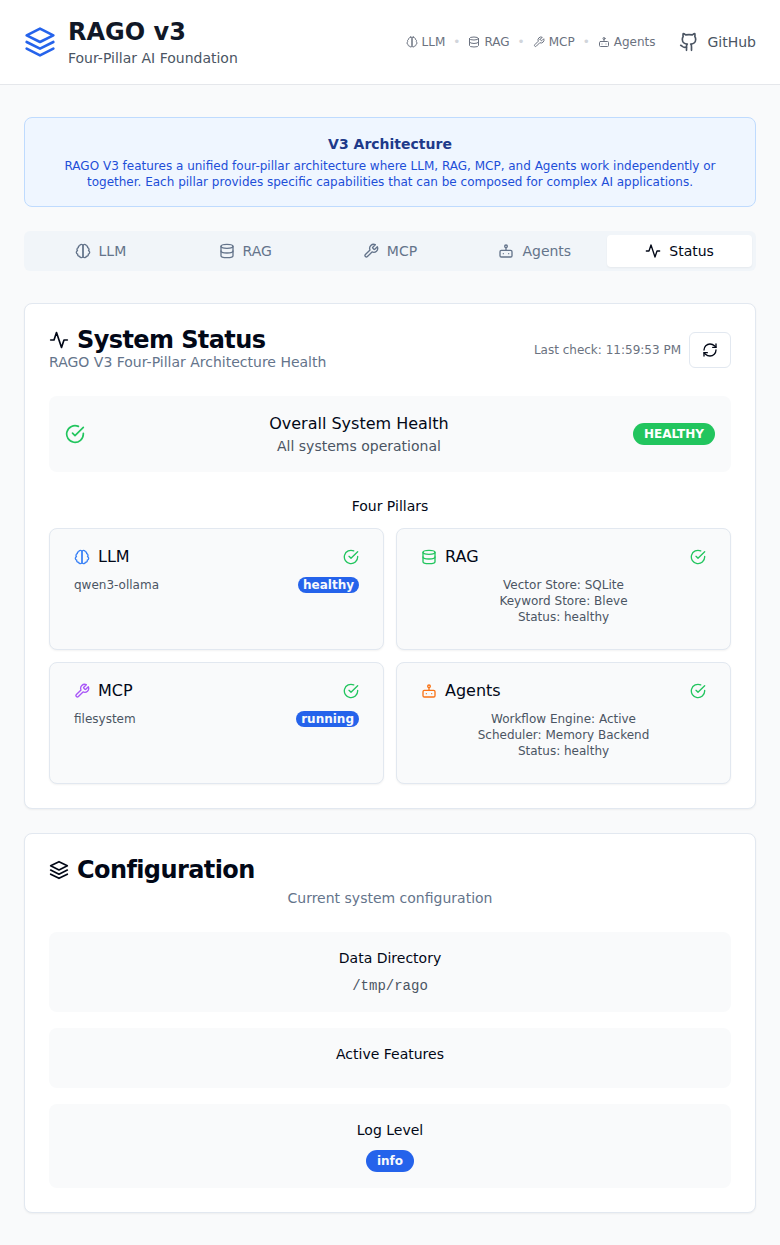 RAGO v3
Four-Pillar AI Foundation
LLM • RAG • MCP • Agents
GitHub
V3 Architecture
RAGO V3 features a unified four-pillar architecture where LLM, RAG, MCP, and Agents work independently or
together. Each pillar provides specific capabilities that can be composed for complex AI applications.
LLM
RAG
MCP
Agents
Status
System Status
RAGO V3 Four-Pillar Architecture Health
Last check: 11:59:53 PM
Overall System Health
All systems operational
HEALTHY
Four Pillars
LLM
qwen3-ollama
healthy
RAG
Vector Store: SQLite
Keyword Store: Bleve
Status: healthy
MCP
filesystem
running
Agents
Workflow Engine: Active
Scheduler: Memory Backend
Status: healthy
Configuration
Current system configuration
Data Directory
/tmp/rago
Active Features
Log Level
info